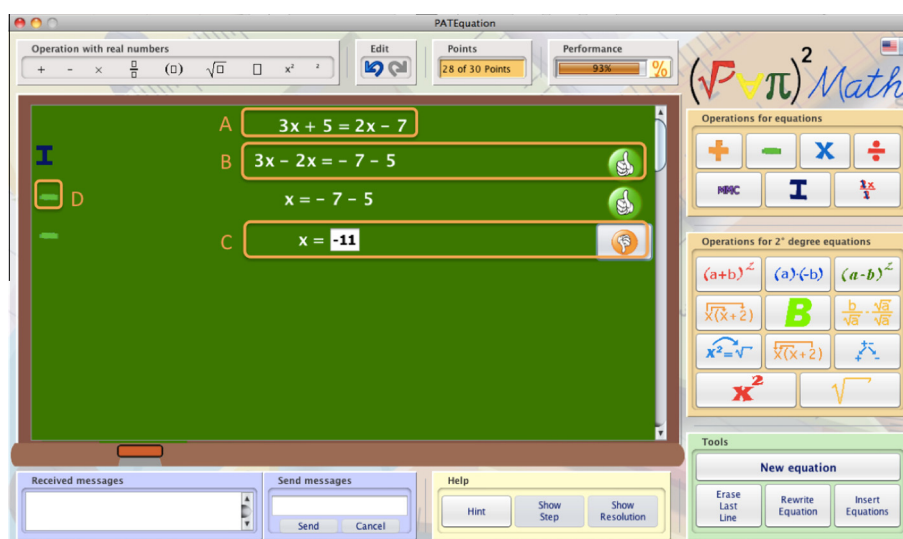 PATEquation
Operation with real numbers
+ - × □/□ (□) √□ □ x² ²
Edit
Points
28 of 30 Points
Performance
93% %
(√P∀π)² Math
A 3x + 5 = 2x - 7
B 3x - 2x = - 7 - 5
D x = - 7 - 5
C x = -11
I
Operations for equations
+ - x ÷
MMC I
Operations for 2° degree equations
(a+b)² (a)·(-b) (a-b)²
x(x+2) B b/√a · √a/√a
x²=√ x(x+2) +- +-
x² √
Tools
New equation
Erase Last Line
Rewrite Equation
Insert Equations
Received messages
Send messages
Send Cancel
Help
Hint
Show Step
Show Resolution